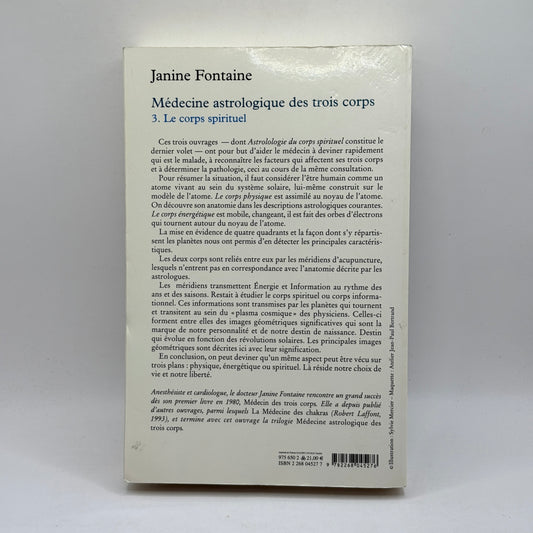 Janine Fontaine
Médecine astrologique des trois corps
3. Le corps spirituel
Ces trois ouvrages — dont Astrologie du corps spirituel constitue le
dernier volet — ont pour but d'aider le médecin à deviner rapidement
qui est le malade, à reconnaître les facteurs qui affectent ses trois corps
et à déterminer la pathologie, ceci au cours de la même consultation.
Pour résumer la situation, il faut considérer l'être humain comme un
atome vivant au sein du système solaire, lui-même construit sur le
modèle de l'atome. Le corps physique est assimilé au noyau de l'atome.
On découvre son anatomie dans les descriptions astrologiques courantes.
Le corps énergétique est mobile, changeant, il est fait des orbes d'électrons
qui tournent autour du noyau de l'atome.
La mise en évidence de quatre quadrants et la façon dont s'y répartis-
sent les planètes nous ont permis d'en détecter les principales caractéris-
tiques.
Les deux corps sont reliés entre eux par les méridiens d'acupuncture,
lesquels n'entrent pas en correspondance avec l'anatomie décrite par les
astrologues.
Les méridiens transmettent Énergie et Information au rythme des
ans et des saisons. Restait à étudier le corps spirituel ou corps informa-
tionnel. Ces informations sont transmises par les planètes qui tournent
et transitent au sein du « plasma cosmique » des physiciens. Celles-ci
forment entre elles des images géométriques significatives qui sont la
marque de notre personnalité et de notre destin de naissance. Destin
qui évolue en fonction des révolutions solaires. Les principales images
géométriques sont décrites ici avec leur signification.
En conclusion, on peut deviner qu'un même aspect peut être vécu sur
trois plans : physique, énergétique ou spirituel. Là réside notre choix de
vie et notre liberté.
Anesthésiste et cardiologue, le docteur Janine Fontaine rencontre un grand succès
dès son premier livre en 1980, Médecin des trois corps. Elle a depuis publié
d'autres ouvrages, parmi lesquels La Médecine des chakras (Robert Laffont,
1993), et termine avec cet ouvrage la trilogie Médecine astrologique des
trois corps.
975 650 2 21,00 €
ISBN 2 268 04527 7
9 782268 045276
© Illustration : Sylvie Mercier - Maquette : Atelier Jean-Paul Bertrand